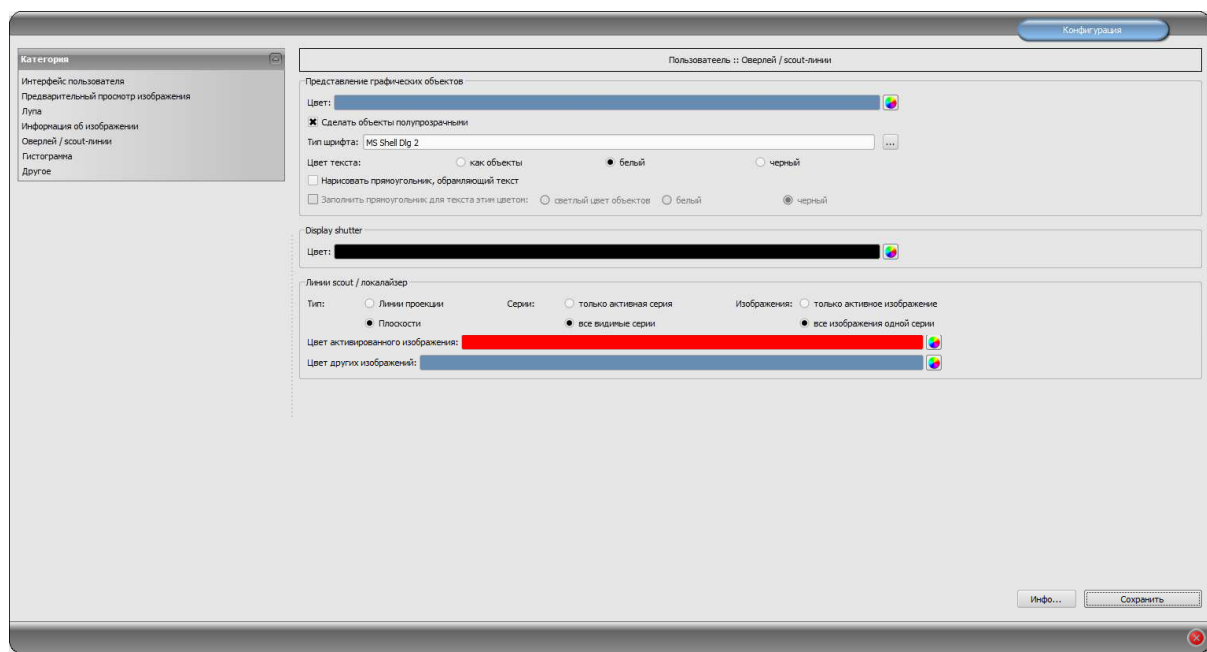 Конфигурация
Категория
Интерфейс пользователя
Предварительный просмотр изображения
Лупа
Информация об изображении
Оверлей / scout-линии
Гистограмма
Другое
Пользоватеель :: Оверлей / scout-линии
Представление графических объектов
Цвет:
Сделать объекты полупрозрачными
Тип шрифта: MS Shell Dlg 2 ...
Цвет текста: как объекты белый черный
Нарисовать прямоугольник, обрамляющий текст
Заполнить прямоугольник для текста этим цветом: светлый цвет объектов белый черный
Display shutter
Цвет:
Линии scout / локалайзер
Тип: Линии проекции Серии: только активная серия Изображения: только активное изображение
Плоскости все видимые серии все изображения одной серии
Цвет активированного изображения:
Цвет других изображений:
Инфо... Сохранить